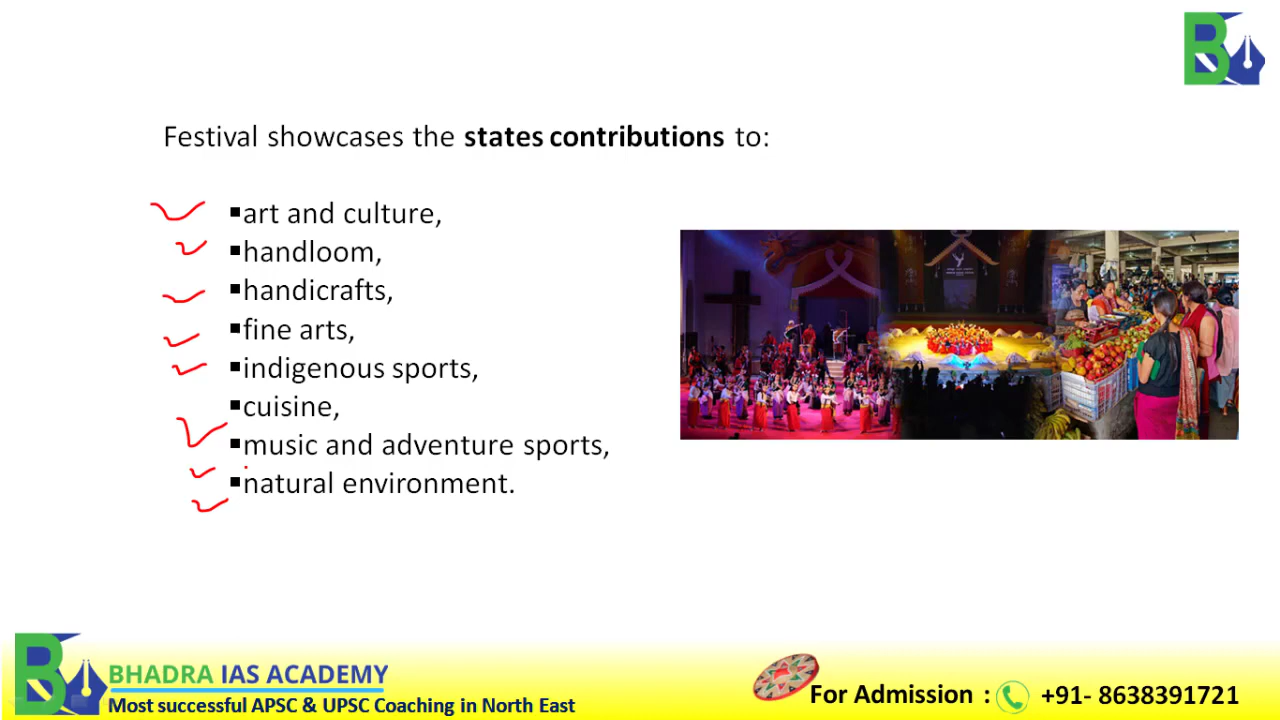 Festival showcases the states contributions to:
▪art and culture,
▪handloom,
▪handicrafts,
▪fine arts,
▪indigenous sports,
▪cuisine,
▪music and adventure sports,
▪natural environment.
BHADRA IAS ACADEMY
Most successful APSC & UPSC Coaching in North East
For Admission : +91- 8638391721